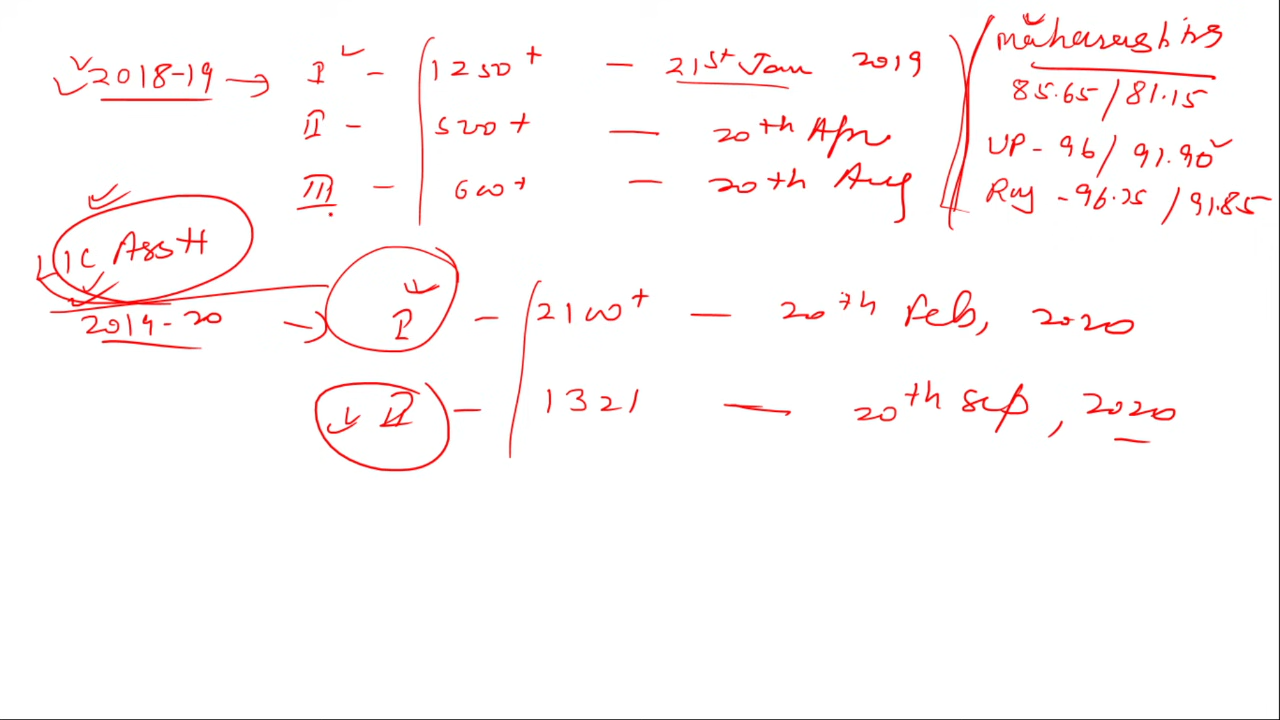 2018-19 → I - 1250+ - 21st Jan 2019
II - 500+ - 20th Apr
III - 600+ - 20th Aug
Maharashtra
85.65/81.15
UP - 96/91.90
Raj - 96.25/91.85
LIC Asstt
2019-20 → I - 2100+ - 20th Feb, 2020
II - 1321 - 20th Sep, 2020